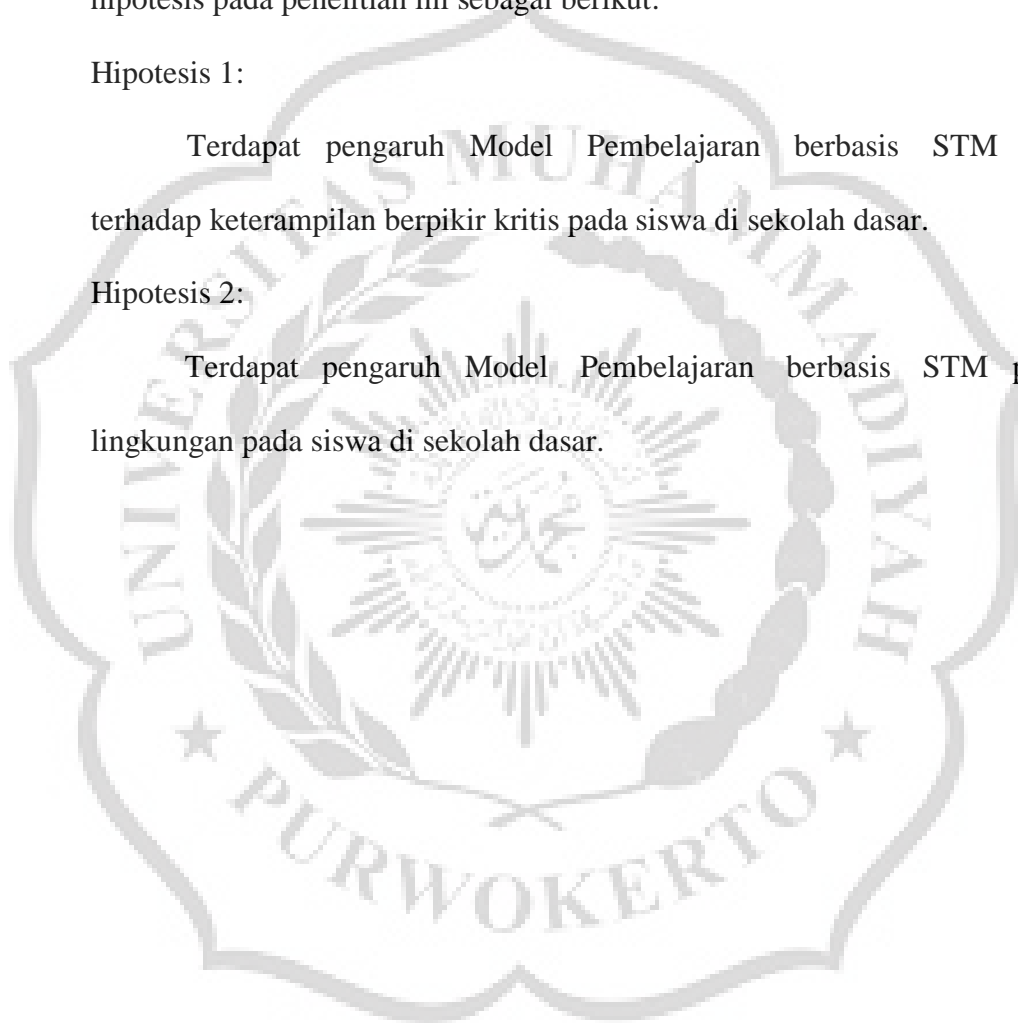 hipotesis pada penelitian ini sebagai berikut:
Hipotesis 1:
Terdapat pengaruh Model Pembelajaran berbasis STM
terhadap keterampilan berpikir kritis pada siswa di sekolah dasar.
Hipotesis 2:
Terdapat pengaruh Model Pembelajaran berbasis STM
lingkungan pada siswa di sekolah dasar.
UNIVERSITAS MUHAMMADIYAH
PURWOKERTO